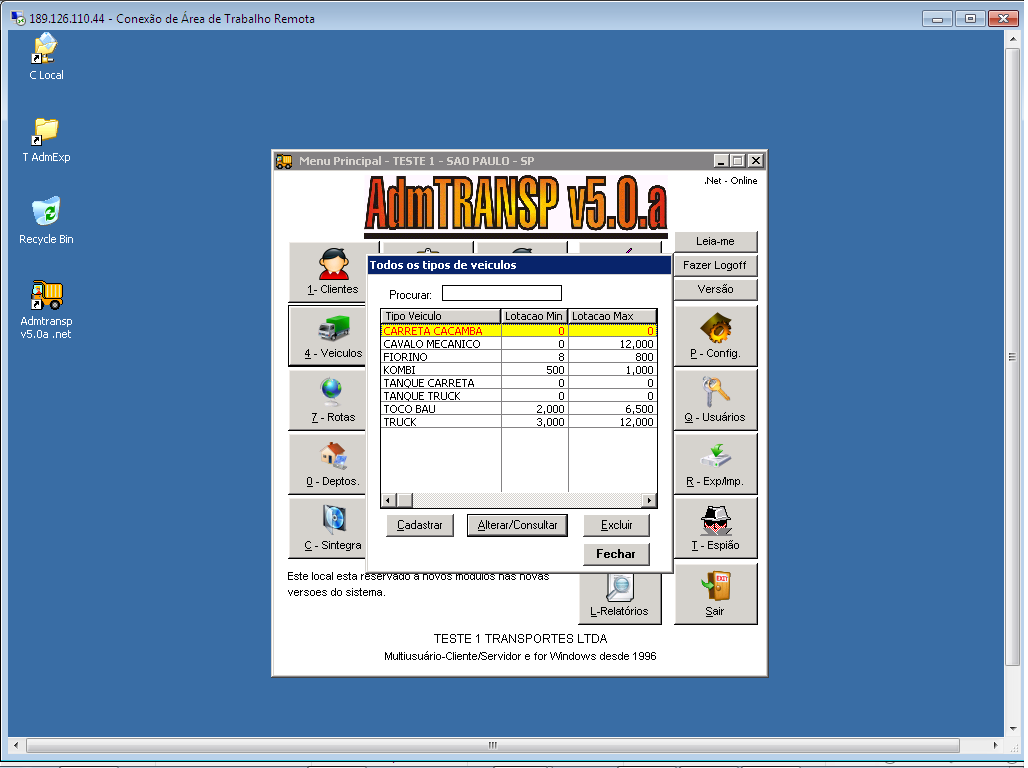 189.126.110.44 - Conexão de Área de Trabalho Remota
C Local
T AdmExp
Recycle Bin
Admtransp
v5.0a .net
Menu Principal - TESTE 1 - SAO PAULO - SP
.Net - Online
AdmTRANSP v5.0.a
Leia-me
Fazer Logoff
Versão
1- Clientes
4 - Veiculos
7 - Rotas
0 - Deptos.
C - Sintegra
Todos os tipos de veiculos
Procurar:
Tipo Veiculo Lotacao Min Lotacao Max
CARRETA CACAMBA 0 0
CAVALO MECANICO 0 12,000
FIORINO 8 800
KOMBI 500 1,000
TANQUE CARRETA 0 0
TANQUE TRUCK 0 0
TOCO BAU 2,000 6,500
TRUCK 3,000 12,000
Cadastrar
Alterar/Consultar
Excluir
Fechar
P - Config.
Q - Usuários
R - Exp/Imp.
T - Espião
Este local esta reservado a novos modulos nas novas
versoes do sistema.
L-Relatórios
EXIT
Sair
TESTE 1 TRANSPORTES LTDA
Multiusuário-Cliente/Servidor e for Windows desde 1996